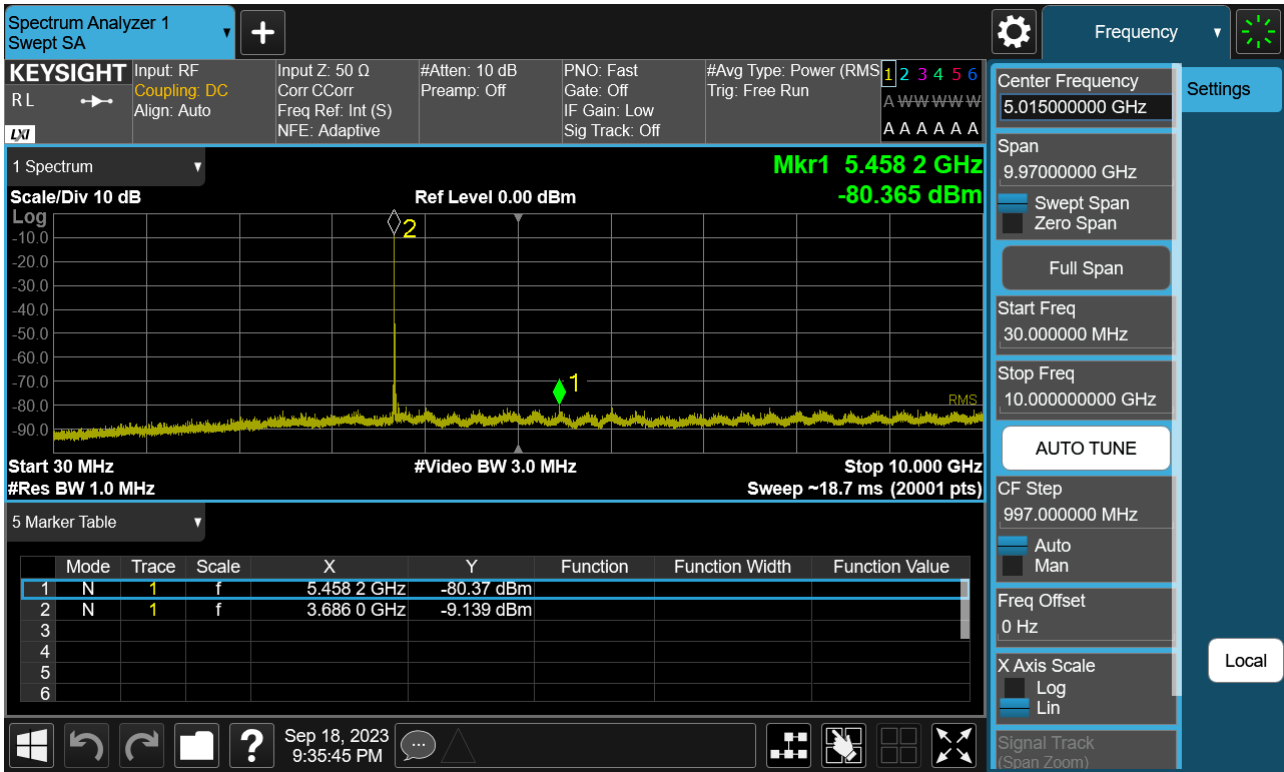 Spectrum Analyzer 1
Swept SA
Frequency
KEYSIGHT
R L
LXI
Input: RF
Coupling: DC
Align: Auto
Input Z: 50 Ω
Corr CCorr
Freq Ref: Int (S)
NFE: Adaptive
#Atten: 10 dB
Preamp: Off
PNO: Fast
Gate: Off
IF Gain: Low
Sig Track: Off
#Avg Type: Power (RMS
Trig: Free Run
1 2 3 4 5 6
A W W W W W
A A A A A A
1 Spectrum
Scale/Div 10 dB
Ref Level 0.00 dBm
Mkr1 5.458 2 GHz
-80.365 dBm
Log
-10.0
-20.0
-30.0
-40.0
-50.0
-60.0
-70.0
-80.0
-90.0
2
1
RMS
Start 30 MHz
#Video BW 3.0 MHz
Stop 10.000 GHz
#Res BW 1.0 MHz
Sweep ~18.7 ms (20001 pts)
5 Marker Table
Mode Trace Scale X Y Function Function Width Function Value
1 N 1 f 5.458 2 GHz -80.37 dBm
2 N 1 f 3.686 0 GHz -9.139 dBm
3
4
5
6
Sep 18, 2023
9:35:45 PM
Center Frequency
5.015000000 GHz
Span
9.97000000 GHz
Swept Span
Zero Span
Full Span
Start Freq
30.000000 MHz
Stop Freq
10.000000000 GHz
AUTO TUNE
CF Step
997.000000 MHz
Auto
Man
Freq Offset
0 Hz
X Axis Scale
Log
Lin
Signal Track
(Span Zoom)
Settings
Local